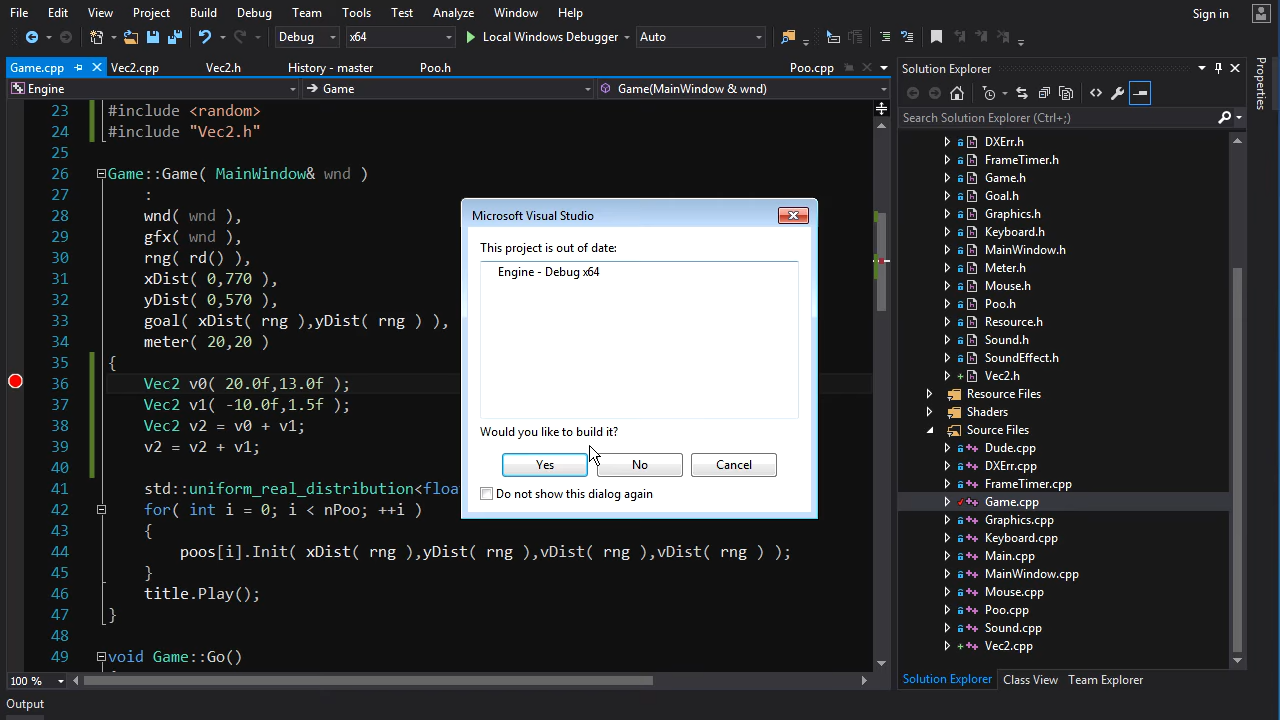 File Edit View Project Build Debug Team Tools Test Analyze Window Help Sign in
Debug x64 Local Windows Debugger Auto
Game.cpp Vec2.cpp Vec2.h History - master Poo.h Poo.cpp
Engine Game Game(MainWindow & wnd)
23 #include <random>
24 #include "Vec2.h"
25
26 Game::Game( MainWindow& wnd )
27 :
28 wnd( wnd ),
29 gfx( wnd ),
30 rng( rd() ),
31 xDist( 0,770 ),
32 yDist( 0,570 ),
33 goal( xDist( rng ),yDist( rng ) ),
34 meter( 20,20 )
35 {
36 Vec2 v0( 20.0f,13.0f );
37 Vec2 v1( -10.0f,1.5f );
38 Vec2 v2 = v0 + v1;
39 v2 = v2 + v1;
40
41 std::uniform_real_distribution<floa
42 for( int i = 0; i < nPoo; ++i )
43 {
44 poos[i].Init( xDist( rng ),yDist( rng ),vDist( rng ),vDist( rng ) );
45 }
46 title.Play();
47 }
48
49 void Game::Go()
100 %
Output
Microsoft Visual Studio
This project is out of date:
Engine - Debug x64
Would you like to build it?
Yes No Cancel
Do not show this dialog again
Solution Explorer
Search Solution Explorer (Ctrl+;)
DXErr.h
FrameTimer.h
Game.h
Goal.h
Graphics.h
Keyboard.h
MainWindow.h
Meter.h
Mouse.h
Poo.h
Resource.h
Sound.h
SoundEffect.h
Vec2.h
Resource Files
Shaders
Source Files
Dude.cpp
DXErr.cpp
FrameTimer.cpp
Game.cpp
Graphics.cpp
Keyboard.cpp
Main.cpp
MainWindow.cpp
Mouse.cpp
Poo.cpp
Sound.cpp
Vec2.cpp
Solution Explorer Class View Team Explorer
Properties